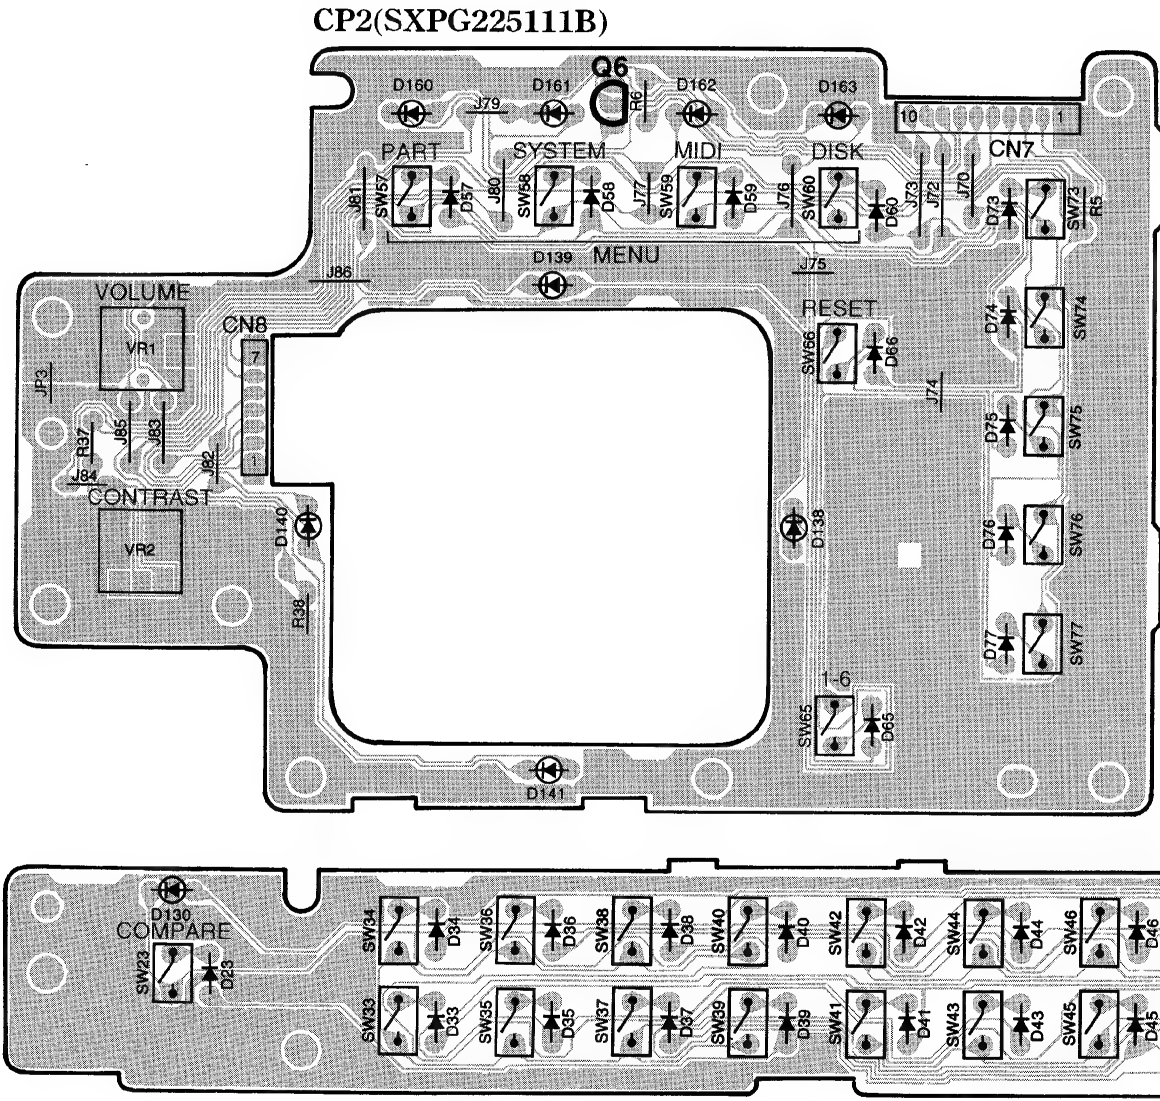 CP2(SXPG225111B)
Q6
D160 J79 D161 R6 D162 D163
10 1
CN7
PART SYSTEM MIDI DISK
J81 SW57 D57 J80 SW58 D58 J77 SW59 D59 J76 SW60 D60 J73 J72 J70 D73 SW73 R5
MENU
D139
J86 J75
VOLUME
RESET
CN8
7
VR1
SW66 D66
D74 SW74
JP3
J74
R37 J85 J83 J82
1
J84
D75 SW75
CONTRAST
VR2
D140
D138
D76 SW76
R38
D77 SW77
1-6
SW65 D65
D141
D130
COMPARE
SW23 D23
SW34 D34 SW36 D36 SW38 D38 SW40 D40 SW42 D42 SW44 D44 SW46 D46
SW33 D33 SW35 D35 SW37 D37 SW39 D39 SW41 D41 SW43 D43 SW45 D45